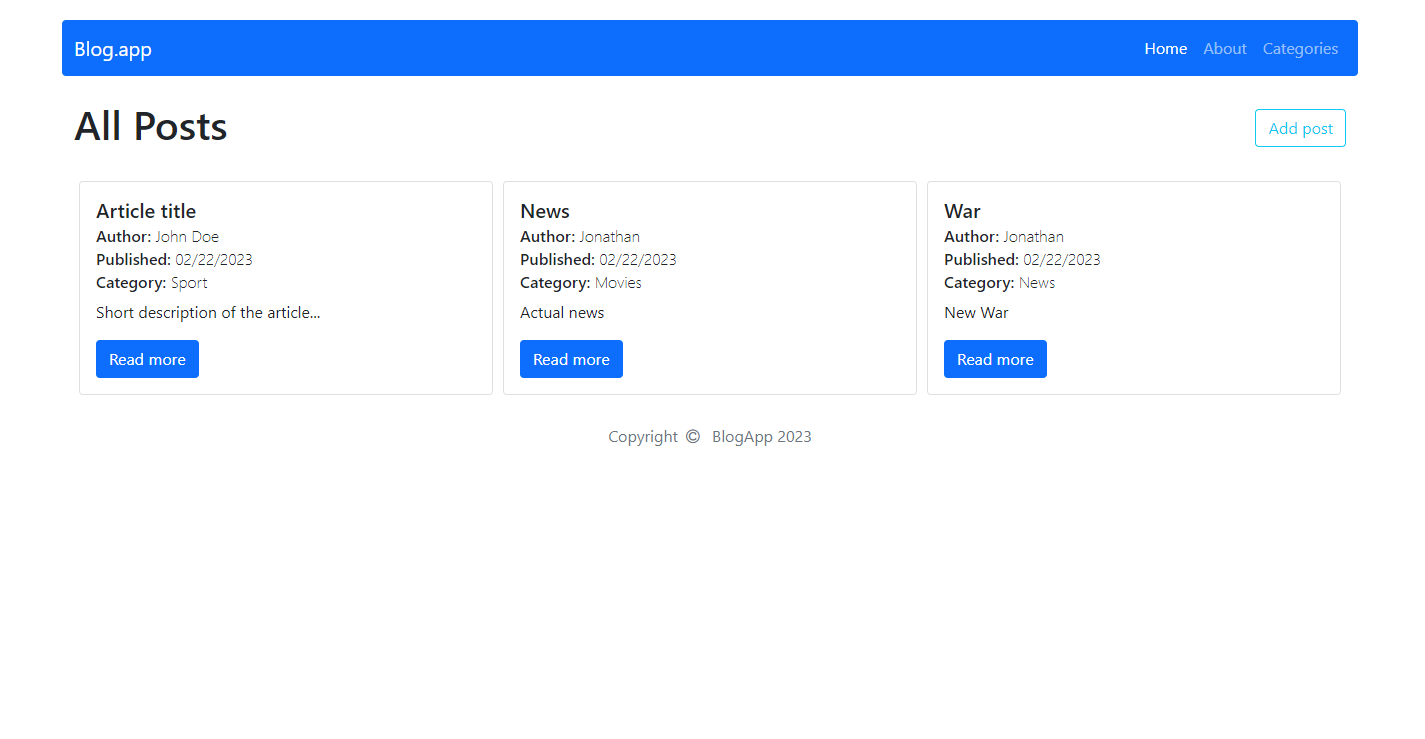 Blog.app Home About Categories
All Posts Add post
Article title
Author: John Doe
Published: 02/22/2023
Category: Sport
Short description of the article...
Read more
News
Author: Jonathan
Published: 02/22/2023
Category: Movies
Actual news
Read more
War
Author: Jonathan
Published: 02/22/2023
Category: News
New War
Read more
Copyright © BlogApp 2023